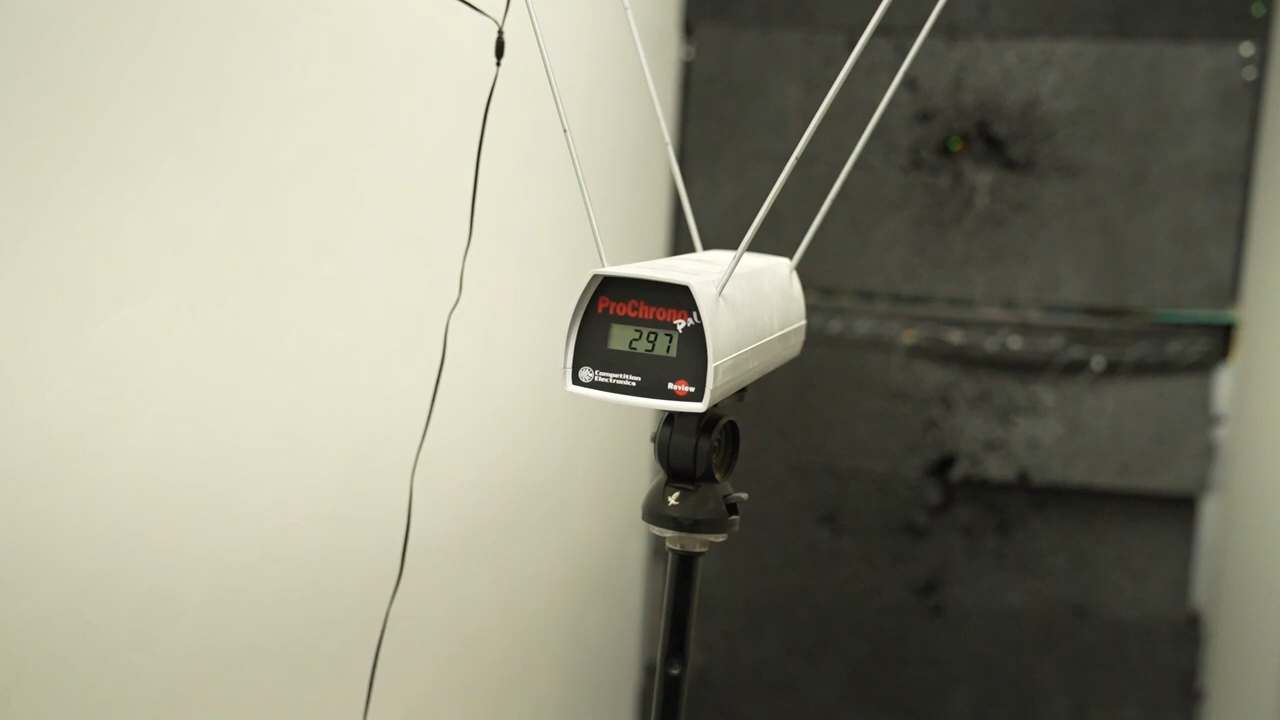 ProChrono
Pal
297
Competition
Electronics
Review